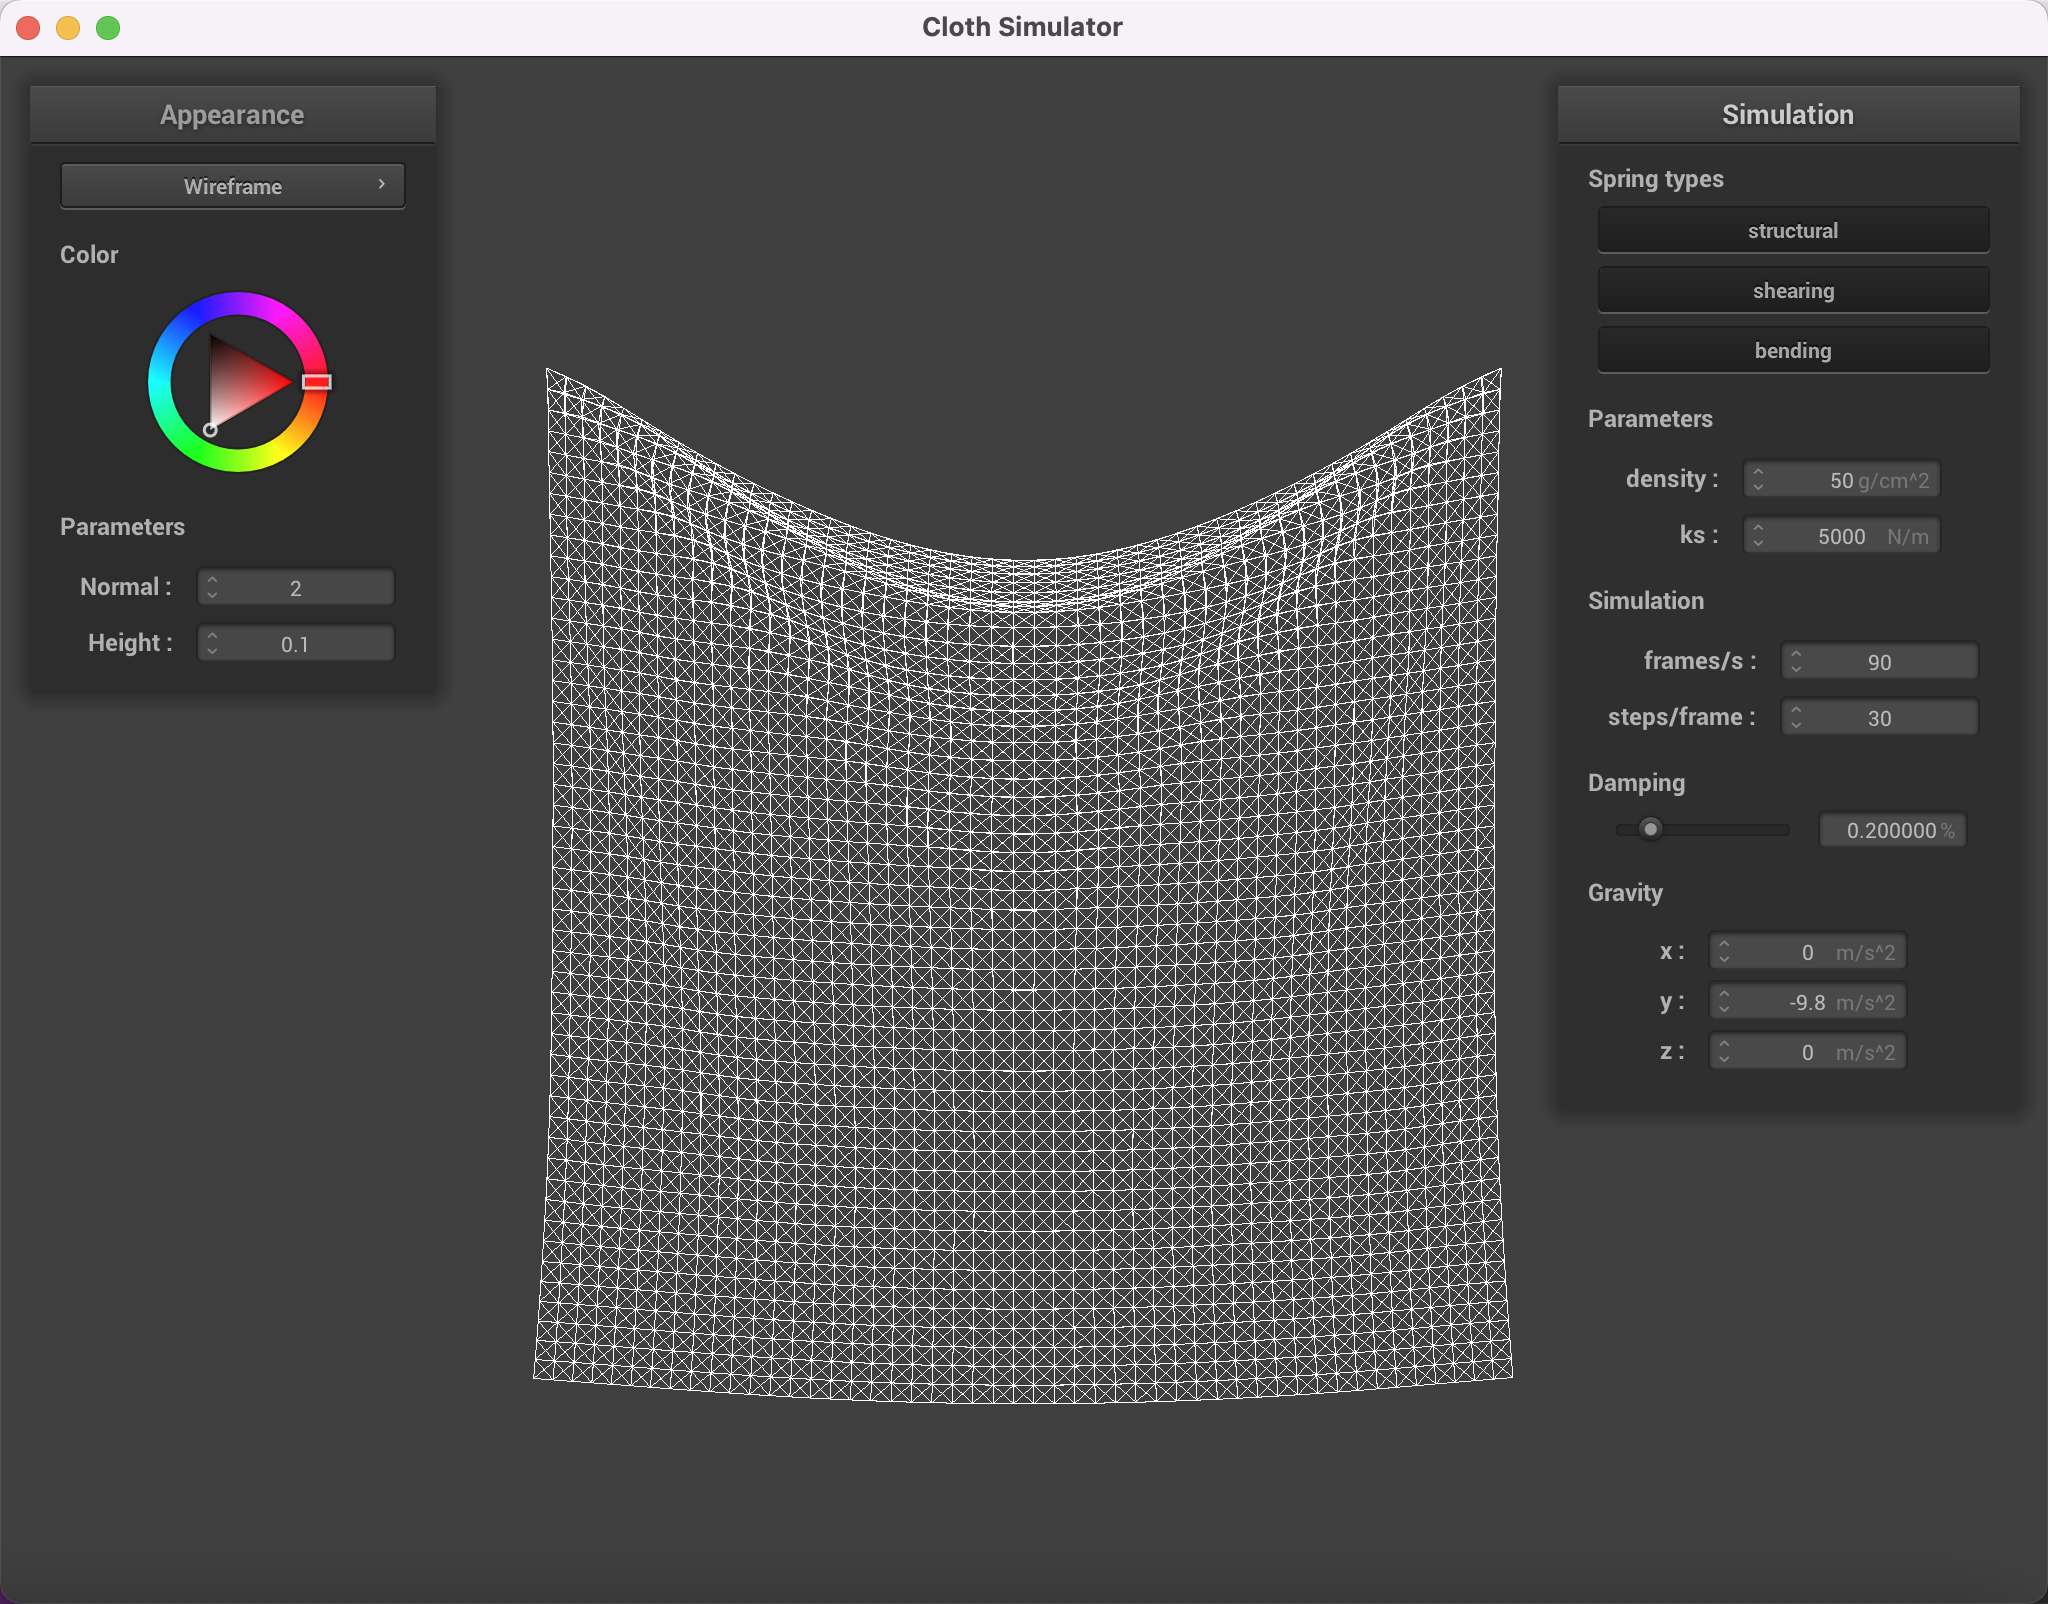 Cloth Simulator
Appearance
Wireframe
Color
Parameters
Normal : 2
Height : 0.1
Simulation
Spring types
structural
shearing
bending
Parameters
density : 50 g/cm^2
ks : 5000 N/m
Simulation
frames/s : 90
steps/frame : 30
Damping
0.200000 %
Gravity
x : 0 m/s^2
y : -9.8 m/s^2
z : 0 m/s^2